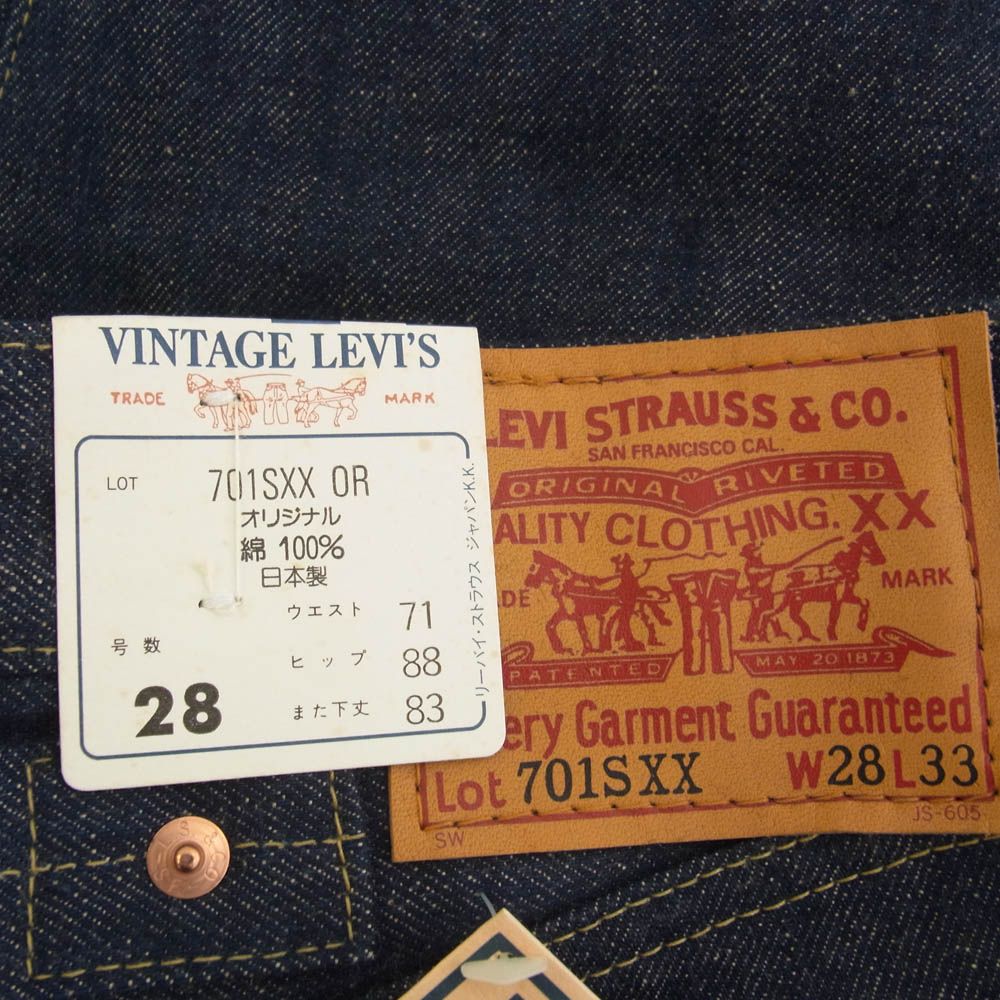 VINTAGE LEVI'S
TRADE MARK
LOT 701SXX OR
オリジナル
綿 100%
日本製
ウエスト 71
号数
ヒップ 88
28
また下丈 83
リーバイ・ストラウス ジャパンK.K.
LEVI STRAUSS & CO.
SAN FRANCISCO CAL.
ORIGINAL RIVETED
ALITY CLOTHING. XX
DE MARK
PATENTED MAY 20 1873
ery Garment Guaranteed
Lot 701SXX W28 L33
SW JS-605